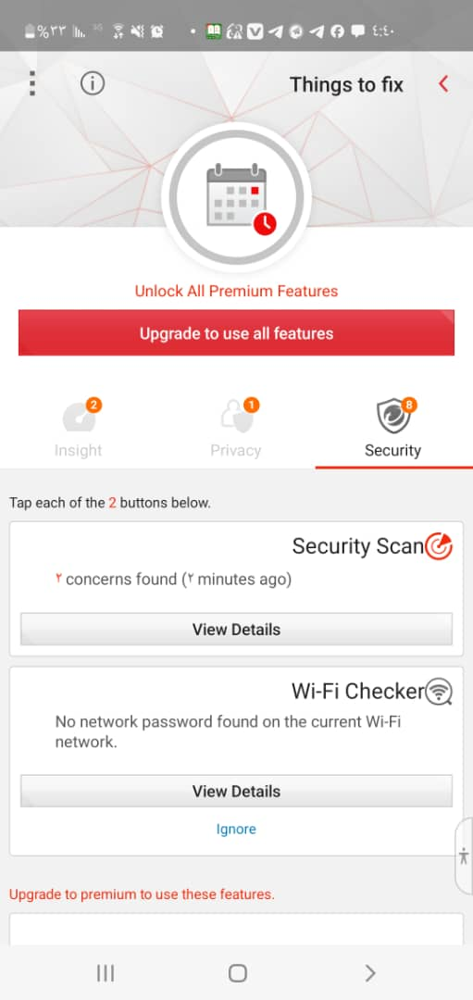 %٣٣ ٤:٤٠
Things to fix
Unlock All Premium Features
Upgrade to use all features
2 1 8
Insight Privacy Security
Tap each of the 2 buttons below.
Security Scan
٢ concerns found (٢ minutes ago)
View Details
Wi-Fi Checker
No network password found on the current Wi-Fi
network.
View Details
Ignore
Upgrade to premium to use these features.